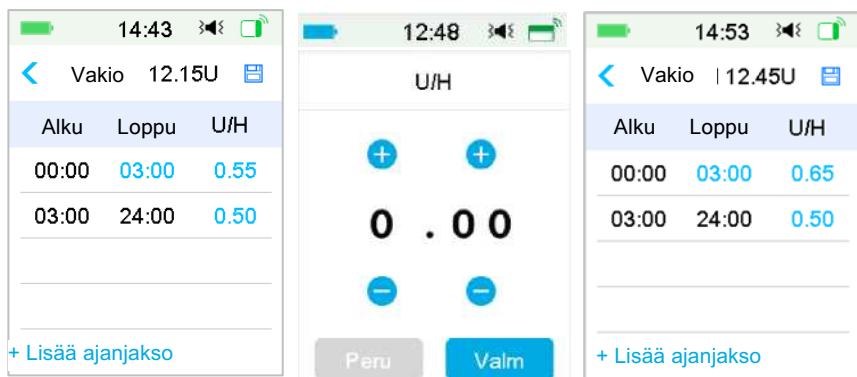 14:43
Vakio 12.15U
Alku Loppu U/H
00:00 03:00 0.55
03:00 24:00 0.50
+ Lisää ajanjakso
12:48
U/H
0 . 0 0
Peru Valm
14:53
Vakio 12.45U
Alku Loppu U/H
00:00 03:00 0.65
03:00 24:00 0.50
+ Lisää ajanjakso